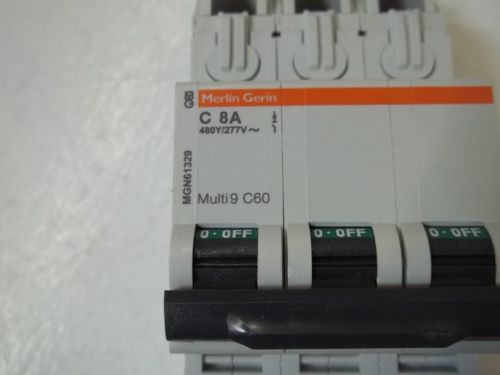 Merlin Gerin
C 8A
480Y/277V~
MGN61329
Multi9 C60
O·OFF O·OFF O·OFF